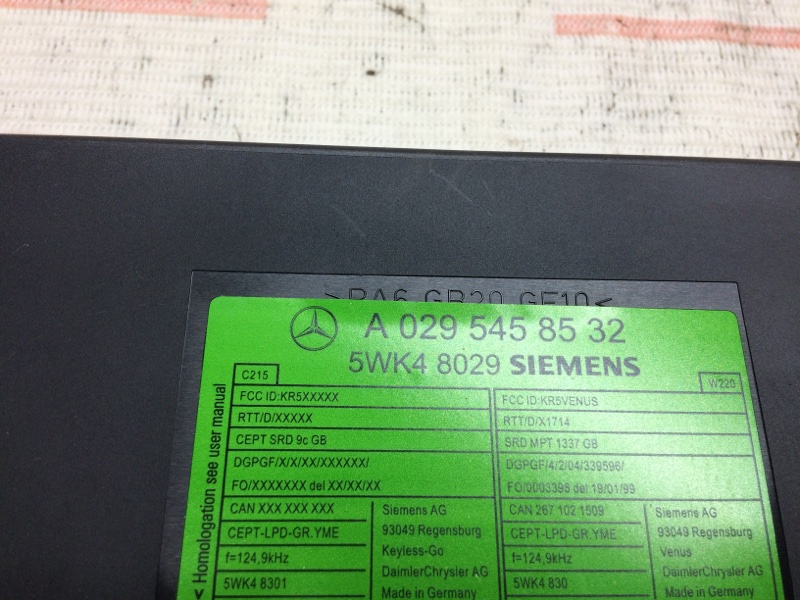 >PA6 GB20 GF10<
A 029 545 85 32
5WK4 8029 SIEMENS
< Homologation see user manual
C215
FCC ID:KR5XXXXX
RTT/D/XXXXX
CEPT SRD 9c GB
DGPGF/X/X/XX/XXXXXX/
FO/XXXXXXX del XX/XX/XX
CAN XXX XXX XXX
CEPT-LPD-GR.YME
f=124,9kHz
5WK4 8301
Siemens AG
93049 Regensburg
Keyless-Go
DaimlerChrysler AG
Made in Germany
W220
FCC ID:KR5VENUS
RTT/D/X1714
SRD MPT 1337 GB
DGPGF/4/2/04/339596/
FO/0003396 del 19/01/99
CAN 267 102 1509
CEPT-LPD-GR.YME
f=124,9kHz
5WK4 830
Siemens AG
93049 Regensburg
Venus
DaimlerChrysler AG
Made in Germany